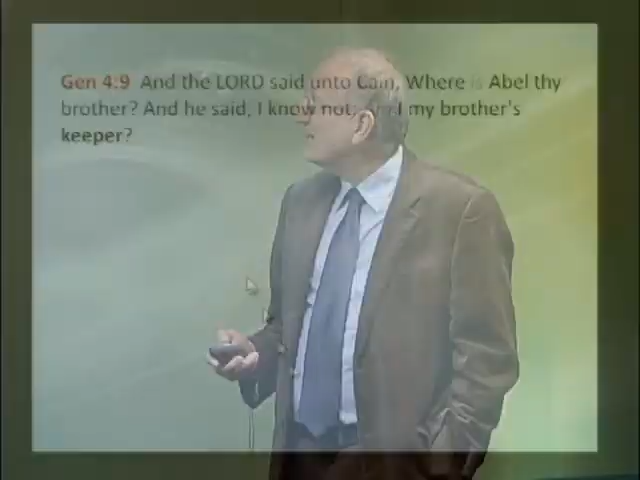 Gen 4:9 And the LORD said unto Cain, Where is Abel thy
brother? And he said, I know not: am I my brother's
keeper?